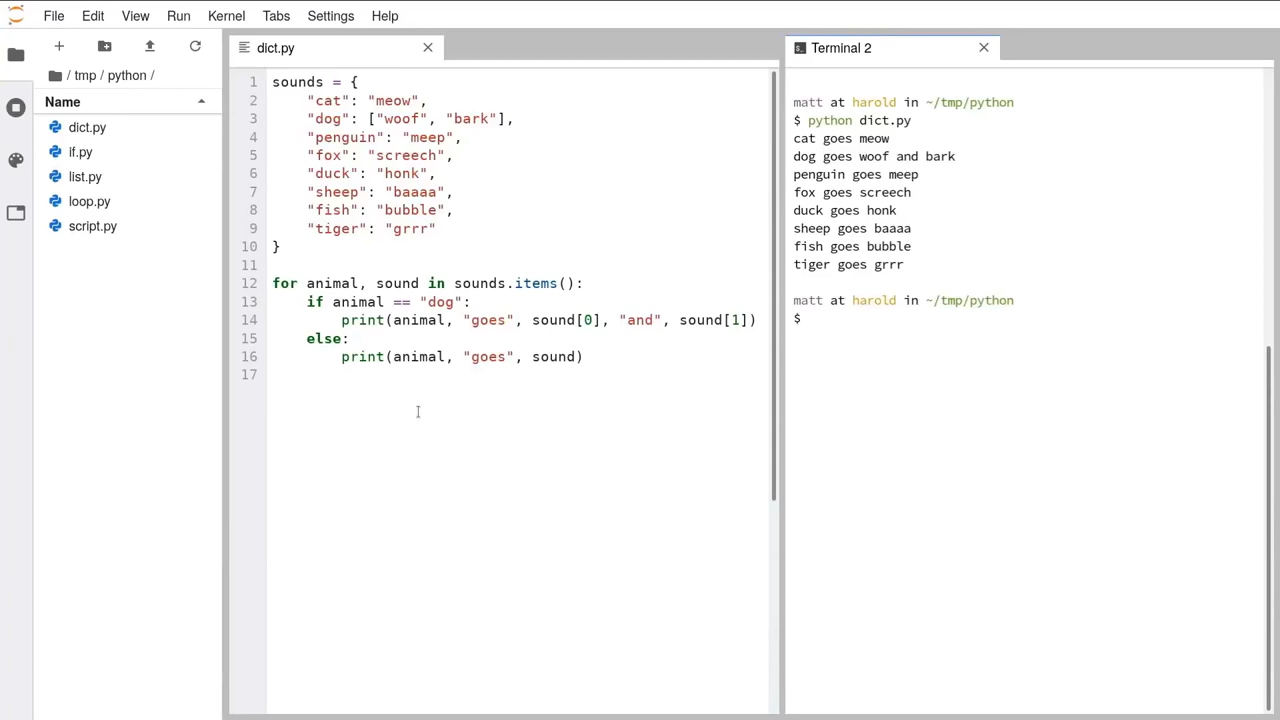 File Edit View Run Kernel Tabs Settings Help
/ tmp / python /
Name
dict.py
if.py
list.py
loop.py
script.py
dict.py
1 sounds = {
2     "cat": "meow",
3     "dog": ["woof", "bark"],
4     "penguin": "meep",
5     "fox": "screech",
6     "duck": "honk",
7     "sheep": "baaaa",
8     "fish": "bubble",
9     "tiger": "grrr"
10 }
11
12 for animal, sound in sounds.items():
13     if animal == "dog":
14         print(animal, "goes", sound[0], "and", sound[1])
15     else:
16         print(animal, "goes", sound)
17
Terminal 2
matt at harold in ~/tmp/python
$ python dict.py
cat goes meow
dog goes woof and bark
penguin goes meep
fox goes screech
duck goes honk
sheep goes baaaa
fish goes bubble
tiger goes grrr
matt at harold in ~/tmp/python
$